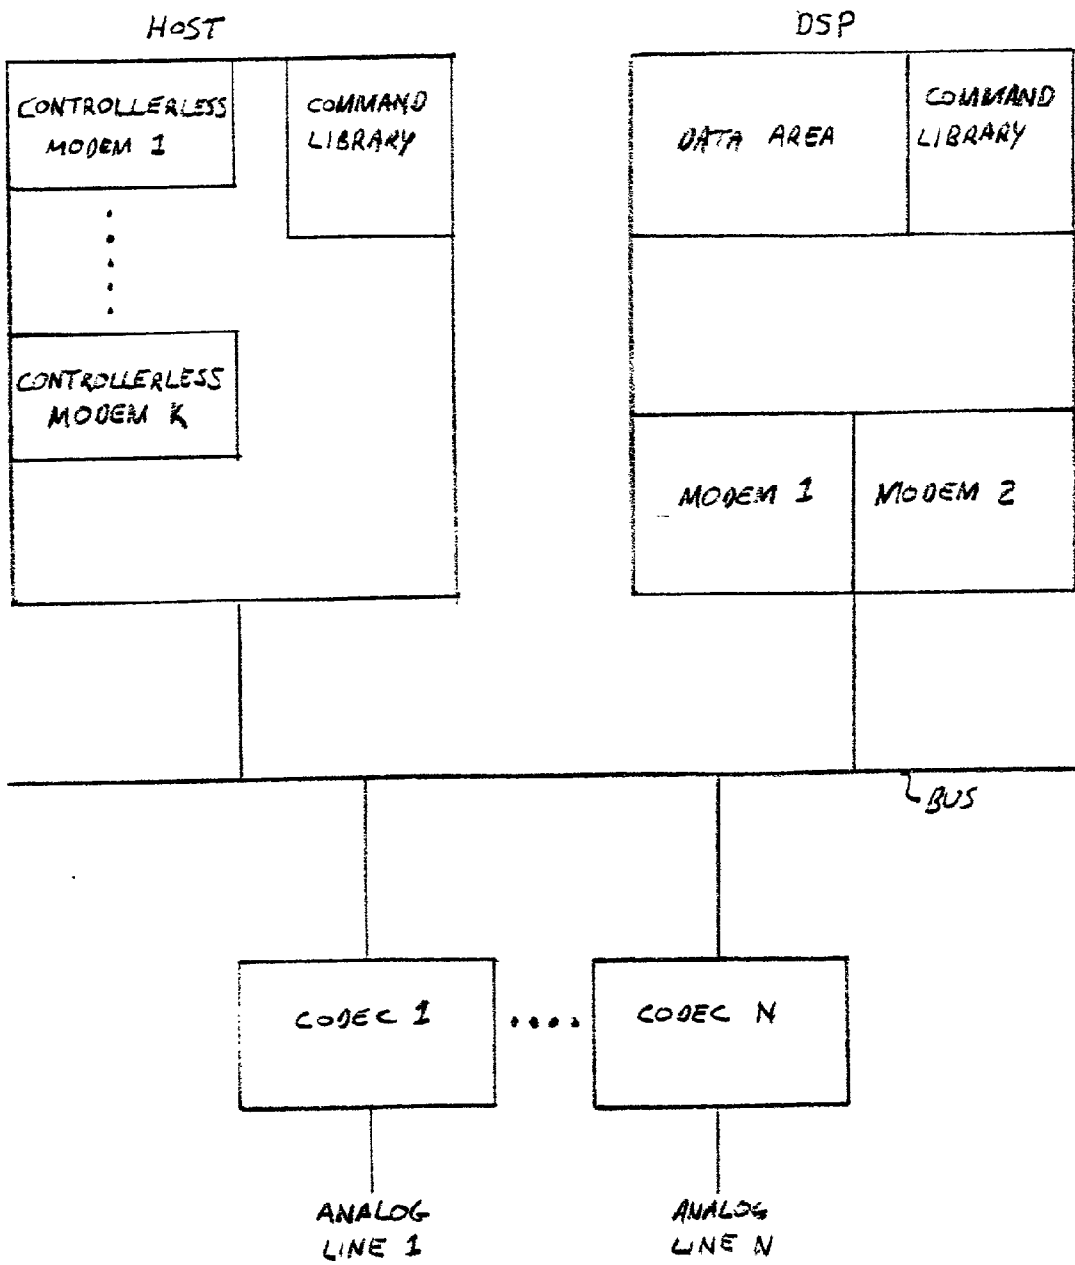 HOST
DSP
CONTROLLERLESS
MODEM 1
COMMAND
LIBRARY
DATA AREA
COMMAND
LIBRARY
CONTROLLERLESS
MODEM K
MODEM 1
MODEM 2
BUS
CODEC 1
CODEC N
ANALOG
LINE 1
ANALOG
LINE N